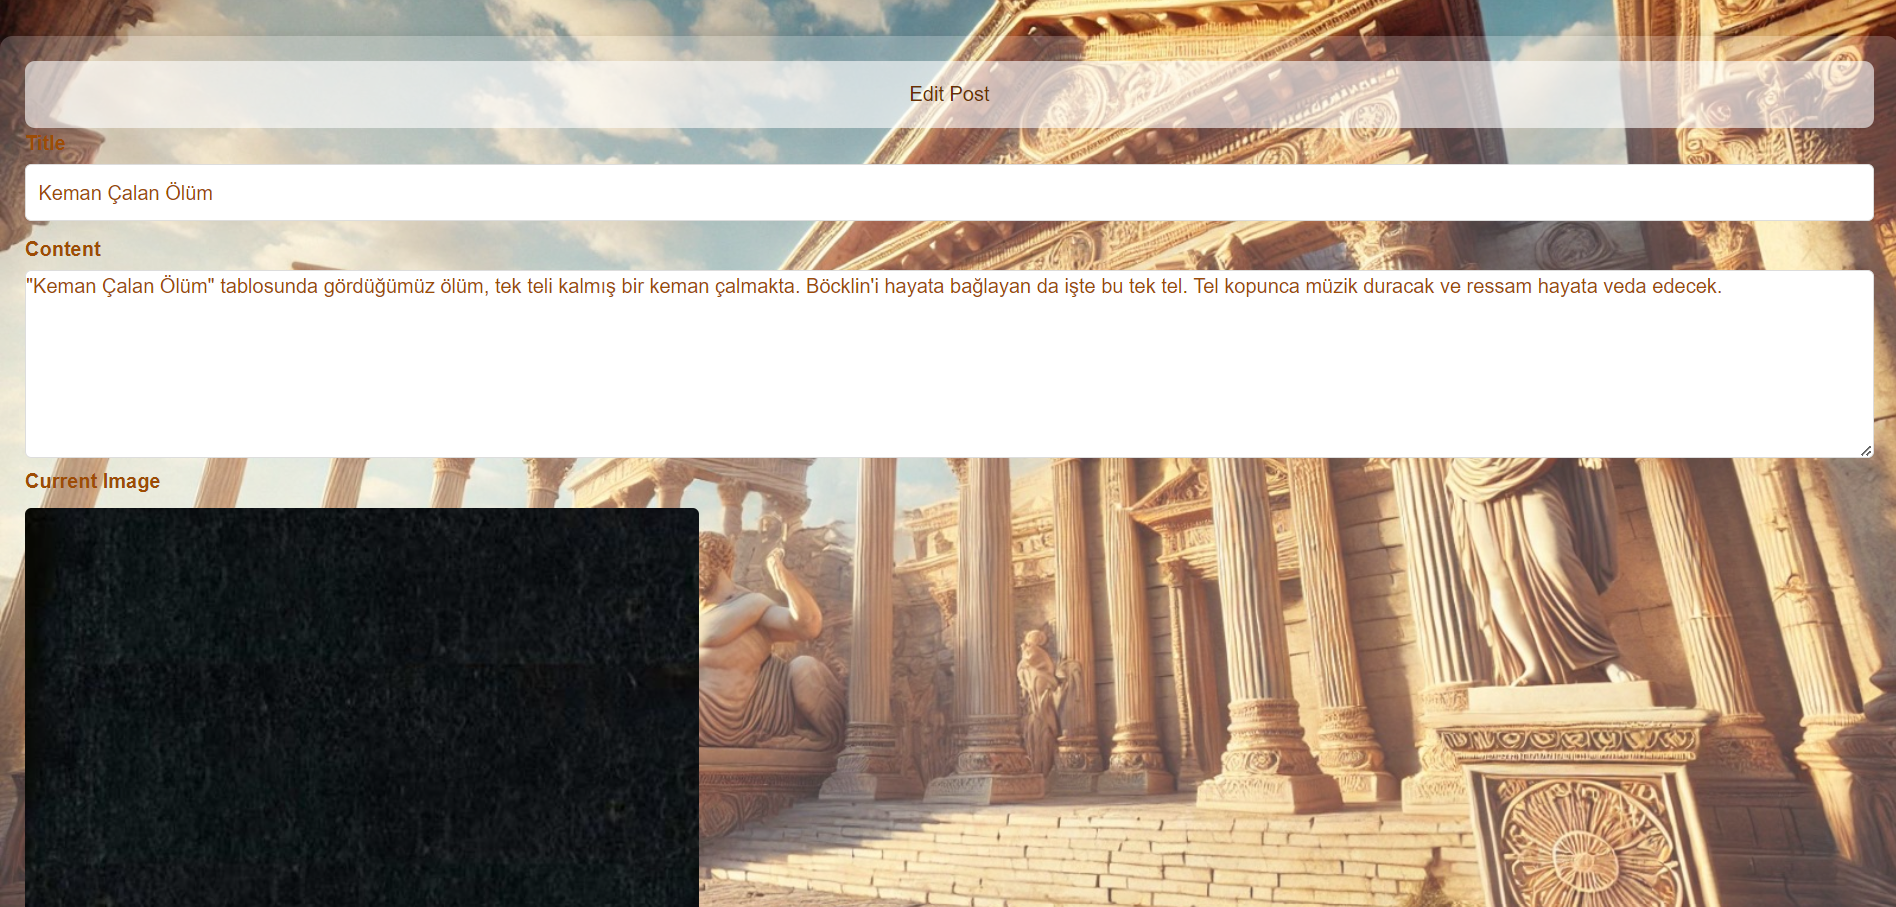 Edit Post
Title
Keman Çalan Ölüm
Content
"Keman Çalan Ölüm" tablosunda gördüğümüz ölüm, tek teli kalmış bir keman çalmakta. Böcklin'i hayata bağlayan da işte bu tek tel. Tel kopunca müzik duracak ve ressam hayata veda edecek.
Current Image